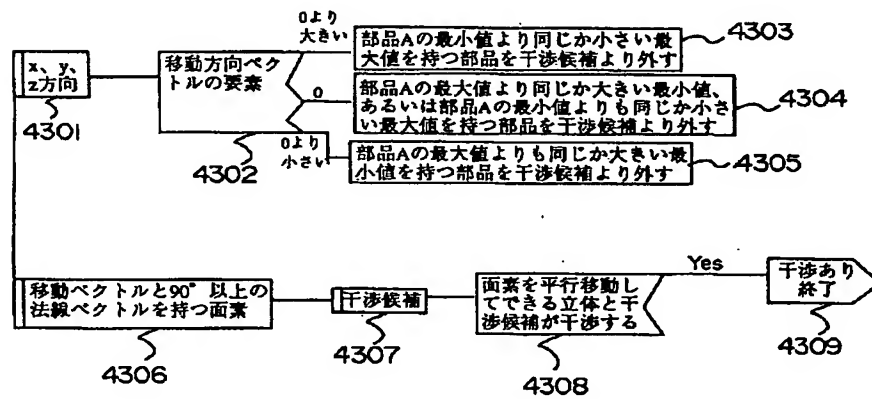 x、y、
z方向
4301
移動方向ベク
トルの要素
4302
0より
大きい
0
0より
小さい
部品Aの最小値より同じか小さい最
大値を持つ部品を干渉候補より外す
4303
部品Aの最大値より同じか大きい最小値、
あるいは部品Aの最小値よりも同じか小さ
い最大値を持つ部品を干渉候補より外す
4304
部品Aの最大値よりも同じか大きい最
小値を持つ部品を干渉候補より外す
4305
移動ベクトルと90°以上の
法線ベクトルを持つ面素
4306
干渉候補
4307
面素を平行移動し
てできる立体と干
渉候補が干渉する
4308
Yes
干渉あり
終了
4309